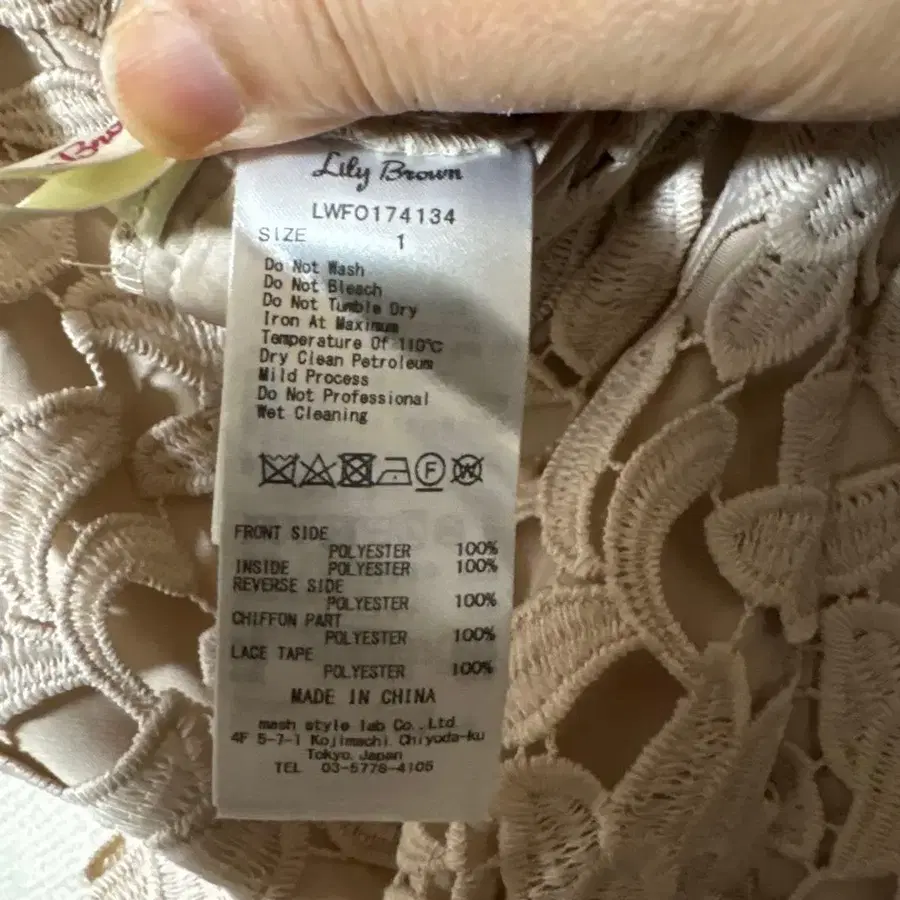 Bro
Lily Brown
LWFO174134
SIZE 1
Do Not Wash
Do Not Bleach
Do Not Tumble Dry
Iron At Maximum
Temperature Of 110℃
Dry Clean Petroleum
Mild Process
Do Not Professional
Wet Cleaning
F W
FRONT SIDE
POLYESTER 100%
INSIDE POLYESTER 100%
REVERSE SIDE
POLYESTER 100%
CHIFFON PART
POLYESTER 100%
LACE TAPE
POLYESTER 100%
MADE IN CHINA
mash style lab Co.,Ltd.
4F 5-7-1 Kojimachi, Chiyoda-ku
Tokyo, Japan
TEL 03-5778-4105